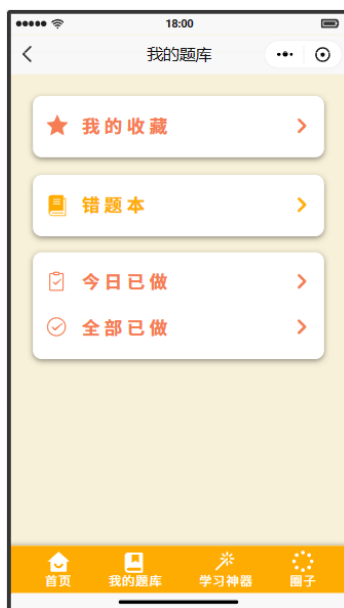 18:00
我的题库
我的收藏
错题本
今日已做
全部已做
首页 我的题库 学习神器 圈子